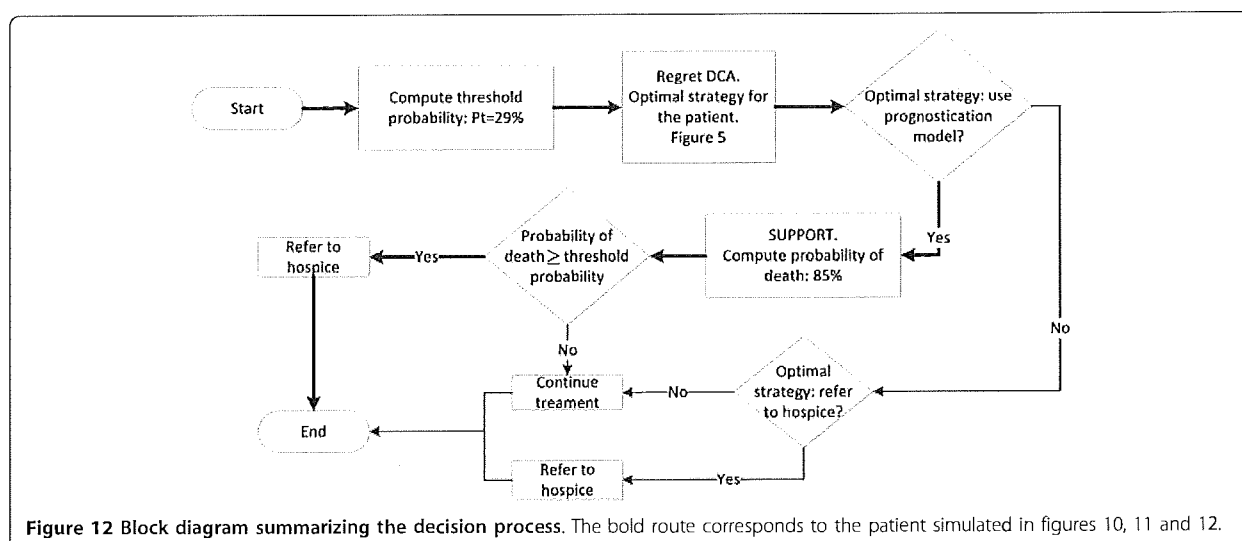 Start
Compute threshold
probability: Pt=29%
Regret DCA.
Optimal strategy for
the patient.
Figure 5
Optimal strategy: use
prognostication
model?
Yes
No
SUPPORT.
Compute probability of
death: 85%
Probability of
death ≥ threshold
probability
Yes
Refer to
hospice
No
Continue
treament
No
Optimal
strategy: refer
to hospice?
Yes
Refer to
hospice
End
Figure 12 Block diagram summarizing the decision process. The bold route corresponds to the patient simulated in figures 10, 11 and 12.